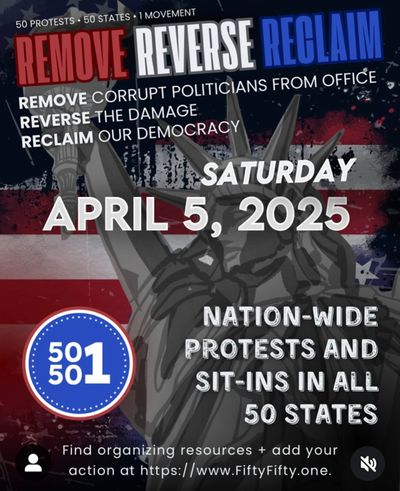 50 PROTESTS • 50 STATES • 1 MOVEMENT
REMOVE REVERSE RECLAIM
REMOVE CORRUPT POLITICIANS FROM OFFICE
REVERSE THE DAMAGE
RECLAIM OUR DEMOCRACY
SATURDAY
APRIL 5, 2025
50
50 1
NATION-WIDE
PROTESTS AND
SIT-INS IN ALL
50 STATES
Find organizing resources + add your
action at https://www.FiftyFifty.one.